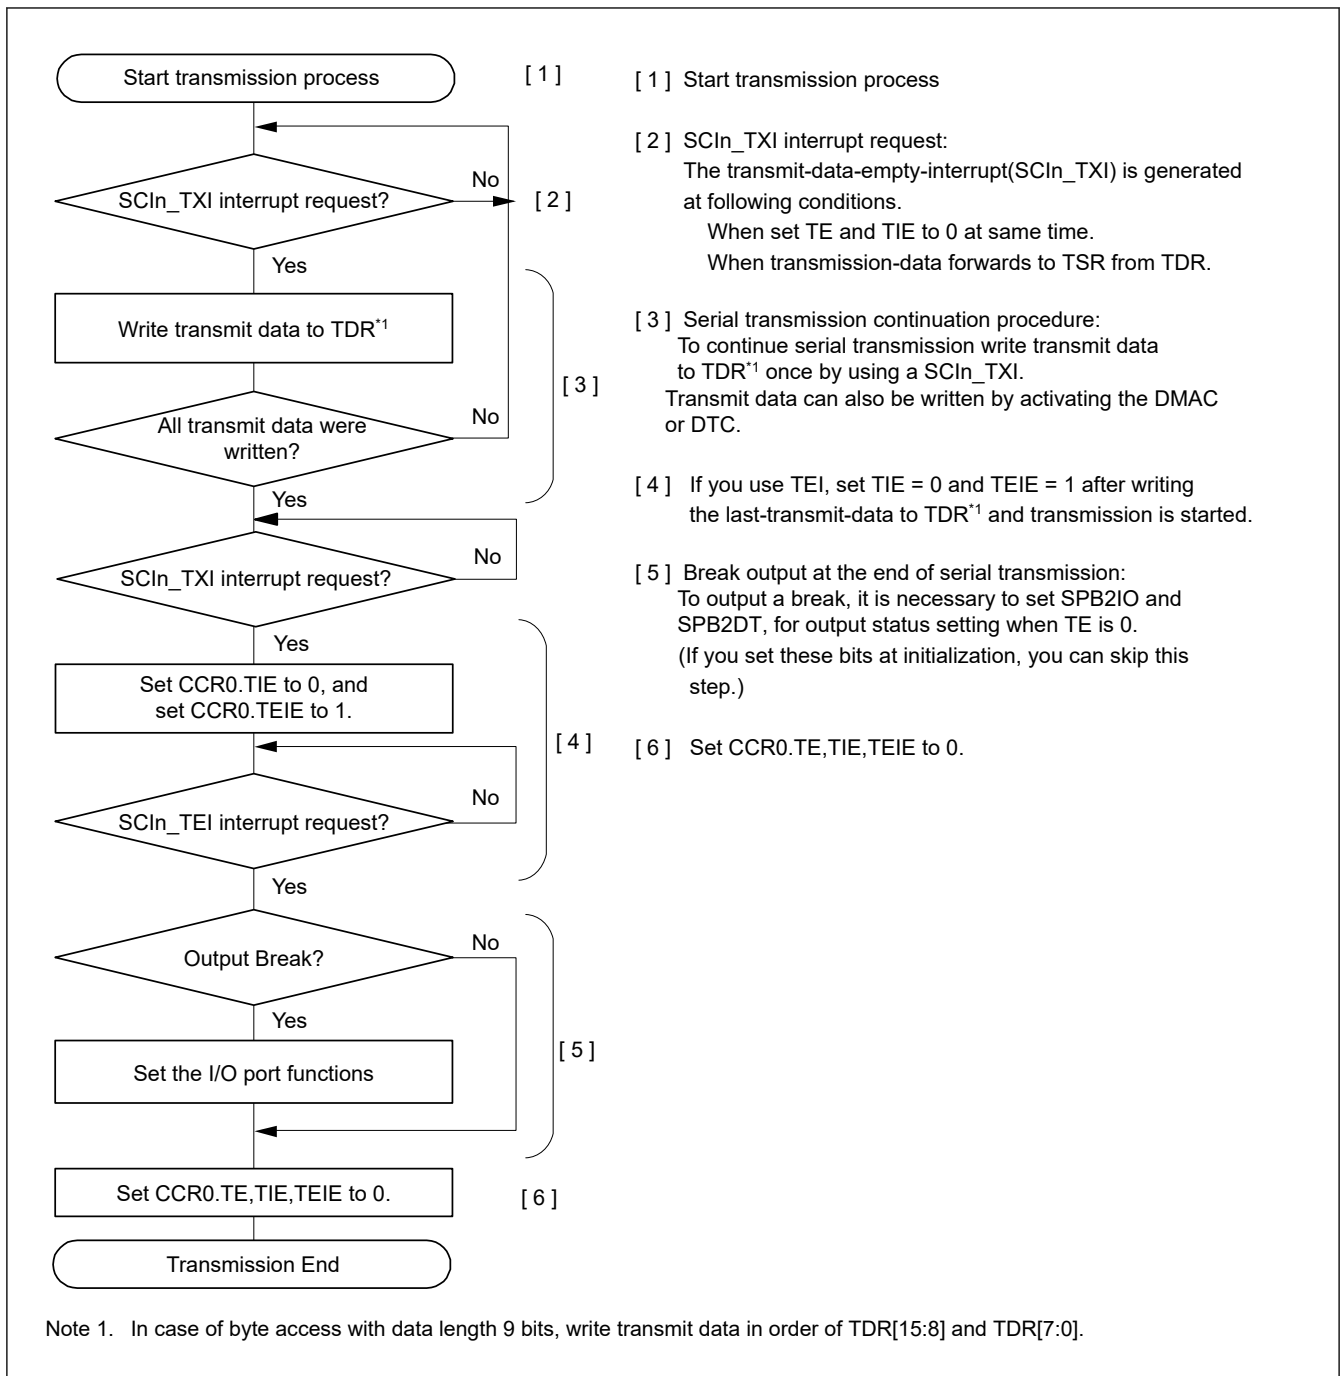 Start transmission process
[ 1 ]
SCIn_TXI interrupt request?
No
[ 2 ]
Yes
Write transmit data to TDR*1
[ 3 ]
All transmit data were
written?
No
Yes
SCIn_TXI interrupt request?
No
Yes
Set CCR0.TIE to 0, and
set CCR0.TEIE to 1.
[ 4 ]
SCIn_TEI interrupt request?
No
Yes
Output Break?
No
Yes
Set the I/O port functions
[ 5 ]
Set CCR0.TE,TIE,TEIE to 0.
[ 6 ]
Transmission End
[ 1 ] Start transmission process
[ 2 ] SCIn_TXI interrupt request:
The transmit-data-empty-interrupt(SCIn_TXI) is generated
at following conditions.
When set TE and TIE to 0 at same time.
When transmission-data forwards to TSR from TDR.
[ 3 ] Serial transmission continuation procedure:
To continue serial transmission write transmit data
to TDR*1 once by using a SCIn_TXI.
Transmit data can also be written by activating the DMAC
or DTC.
[ 4 ] If you use TEI, set TIE = 0 and TEIE = 1 after writing
the last-transmit-data to TDR*1 and transmission is started.
[ 5 ] Break output at the end of serial transmission:
To output a break, it is necessary to set SPB2IO and
SPB2DT, for output status setting when TE is 0.
(If you set these bits at initialization, you can skip this
step.)
[ 6 ] Set CCR0.TE,TIE,TEIE to 0.
Note 1. In case of byte access with data length 9 bits, write transmit data in order of TDR[15:8] and TDR[7:0].